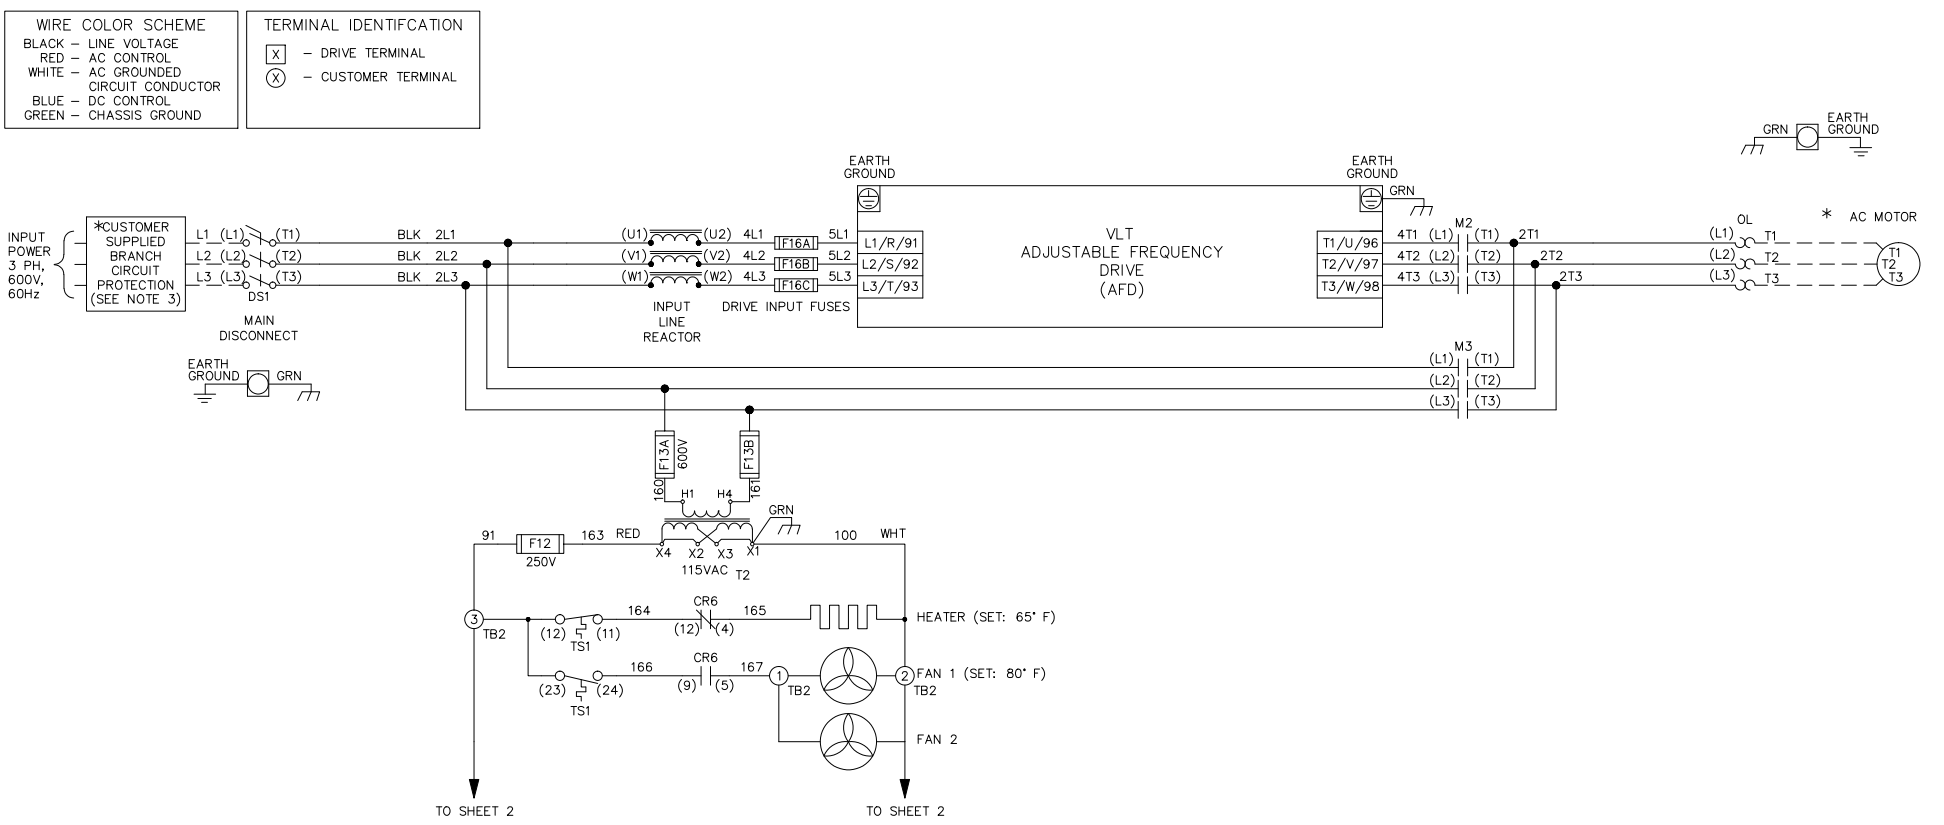 WIRE COLOR SCHEME
BLACK – LINE VOLTAGE
RED – AC CONTROL
WHITE – AC GROUNDED
CIRCUIT CONDUCTOR
BLUE – DC CONTROL
GREEN – CHASSIS GROUND
TERMINAL IDENTIFCATION
X – DRIVE TERMINAL
X – CUSTOMER TERMINAL
GRN
EARTH
GROUND
INPUT
POWER
3 PH,
600V,
60Hz
*CUSTOMER
SUPPLIED
BRANCH
CIRCUIT
PROTECTION
(SEE NOTE 3)
L1 (L1) (T1)
L2 (L2) (T2)
L3 (L3) (T3)
DS1
MAIN
DISCONNECT
BLK 2L1
BLK 2L2
BLK 2L3
(U1) (U2) 4L1 F16A 5L1
(V1) (V2) 4L2 F16B 5L2
(W1) (W2) 4L3 F16C 5L3
INPUT
LINE
REACTOR
DRIVE INPUT FUSES
EARTH
GROUND
L1/R/91
L2/S/92
L3/T/93
VLT
ADJUSTABLE FREQUENCY
DRIVE
(AFD)
EARTH
GROUND
GRN
T1/U/96
T2/V/97
T3/W/98
M2
4T1 (L1) (T1) 2T1
4T2 (L2) (T2) 2T2
4T3 (L3) (T3) 2T3
OL
(L1) T1
(L2) T2
(L3) T3
* AC MOTOR
T1
T2
T3
M3
(L1) (T1)
(L2) (T2)
(L3) (T3)
EARTH
GROUND
GRN
F13A
600V
F13B
160
161
H1 H4
GRN
91 F12 163 RED
250V
X4 X2 X3 X1
115VAC T2
100 WHT
3
TB2
(12) (11)
TS1
164
CR6
(12) (4)
165
HEATER (SET: 65° F)
(23) (24)
TS1
166
CR6
(9) (5)
167
1
TB2
2
TB2
FAN 1 (SET: 80° F)
FAN 2
TO SHEET 2
TO SHEET 2